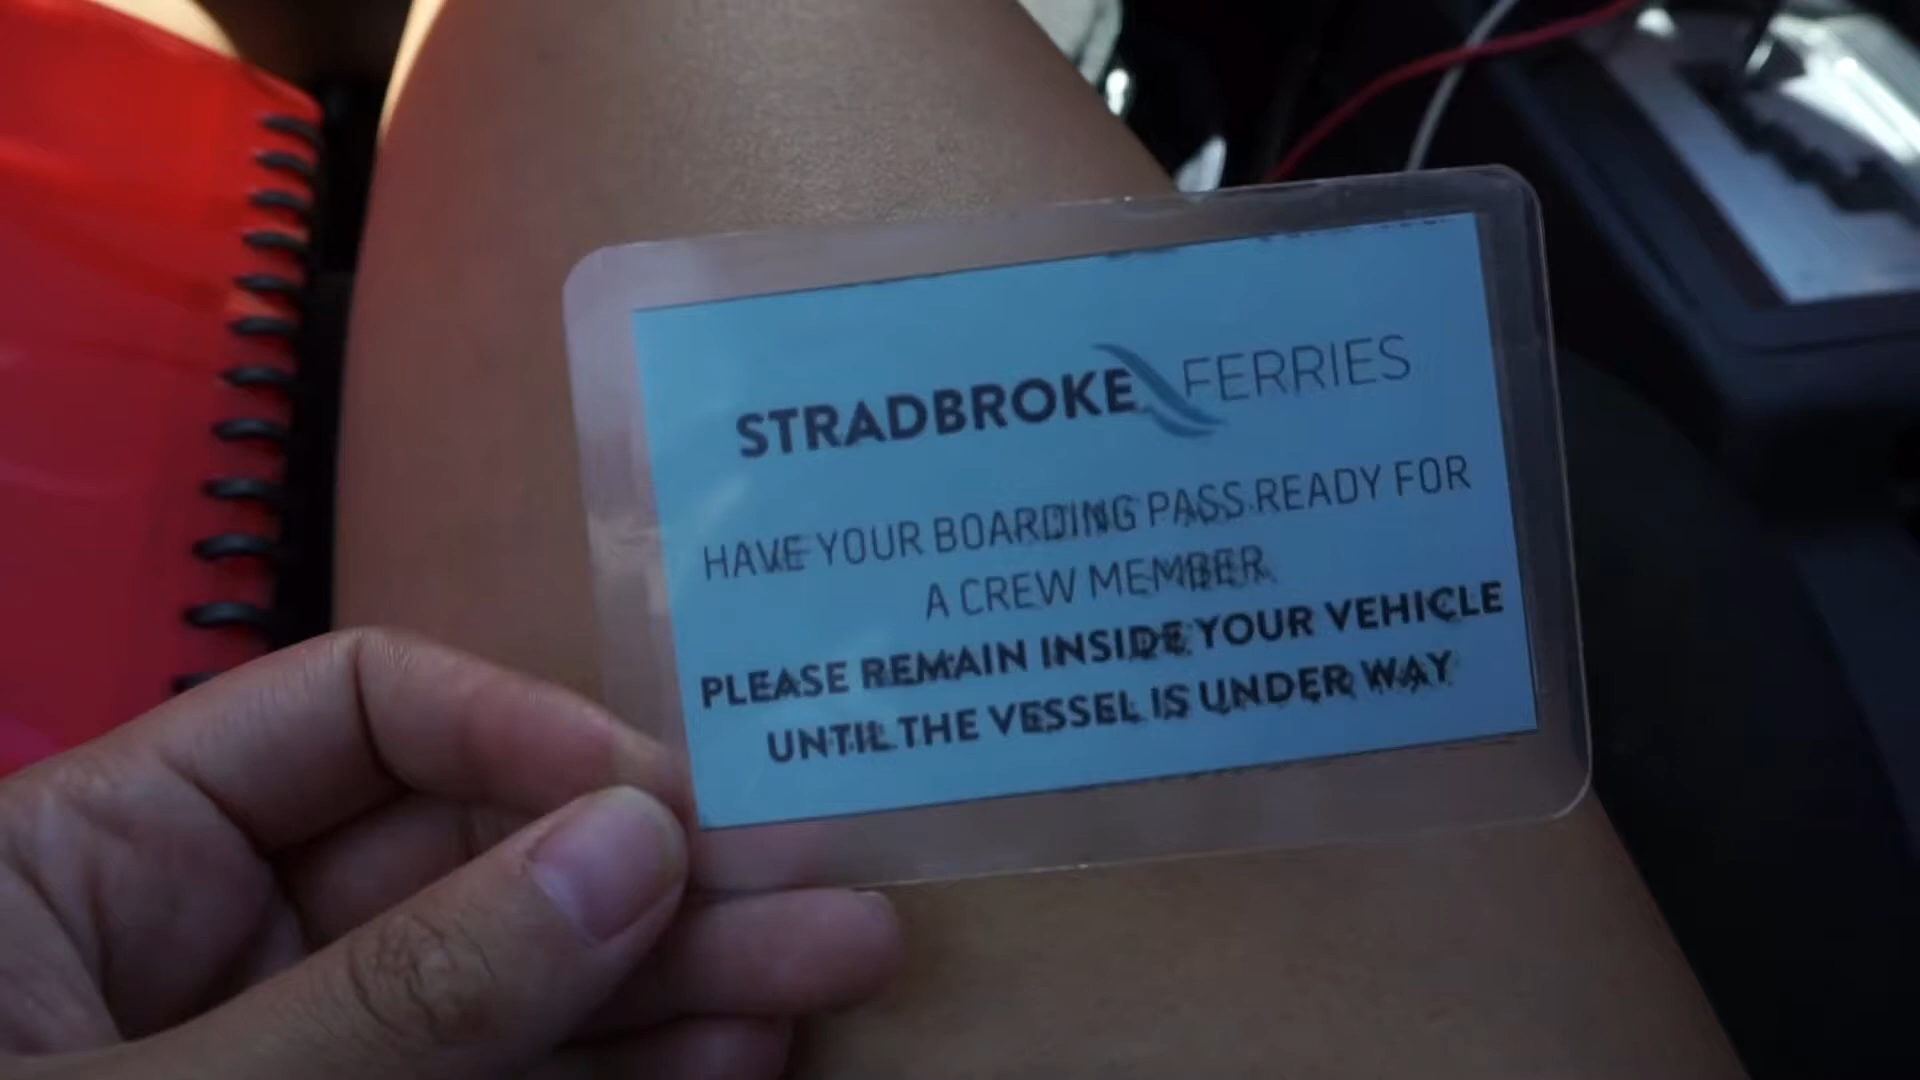 STRADBROKE FERRIES
HAVE YOUR BOARDING PASS READY FOR
A CREW MEMBER
PLEASE REMAIN INSIDE YOUR VEHICLE
UNTIL THE VESSEL IS UNDER WAY